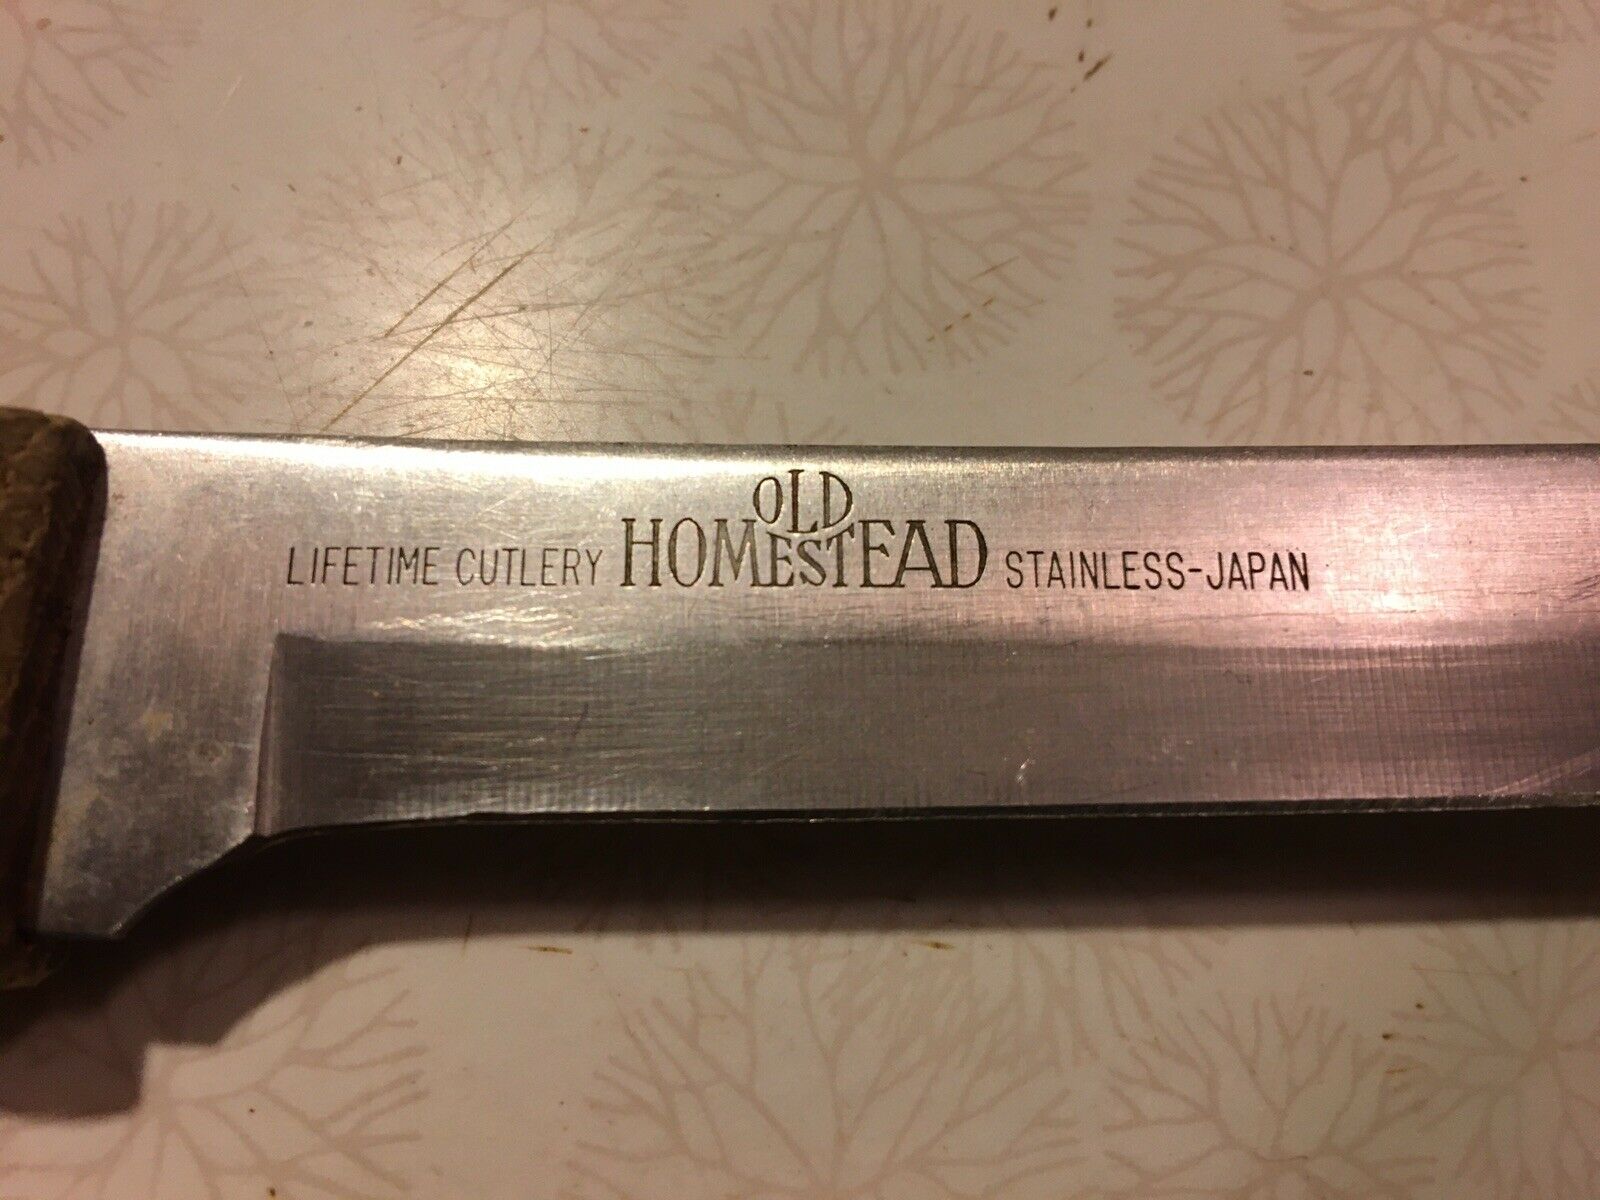 LIFETIME CUTLERY OLD HOMESTEAD STAINLESS-JAPAN